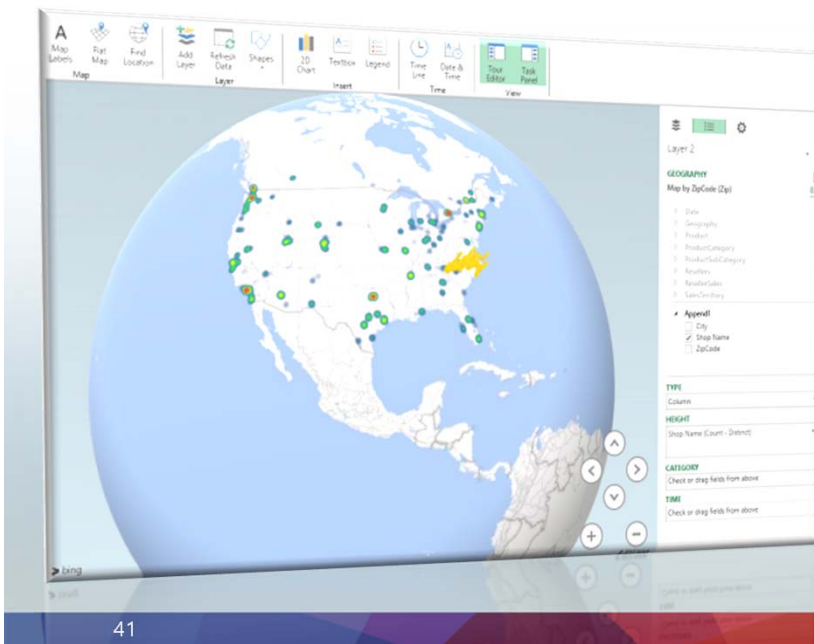 A
Map Labels
Flat Map
Find Location
Map
Add Layer
Refresh Data
Shapes
Layer
2D Chart
Textbox
Legend
Insert
Time Line
Date & Time
Time
Tour Editor
Task Panel
View
Layer 2
GEOGRAPHY
Map by ZipCode (Zip)
Date
Geography
Product
ProductCategory
ProductSubCategory
Resellers
ResellerSales
SalesTerritory
Append1
City
Shop Name
ZipCode
TYPE
Column
HEIGHT
Shop Name (Count - Distinct)
CATEGORY
Check or drag fields from above
TIME
Check or drag fields from above
bing
41